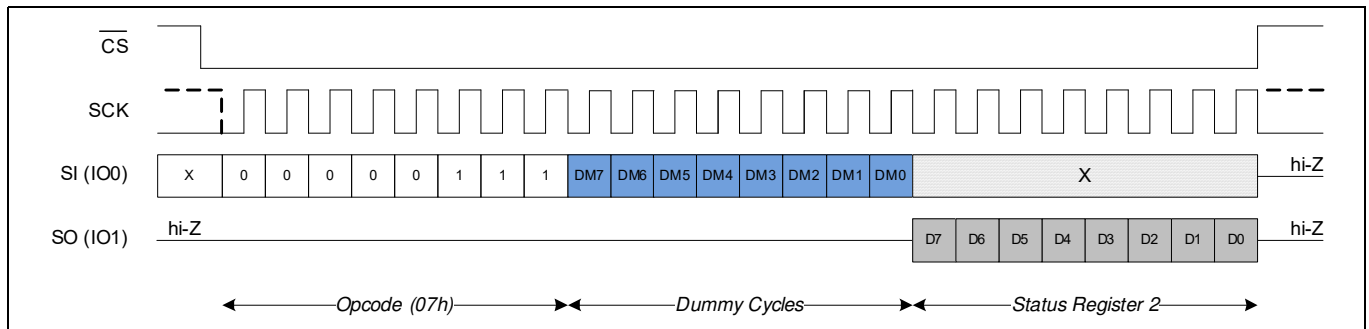 CS
SCK
SI (IO0) X 0 0 0 0 0 1 1 1 DM7 DM6 DM5 DM4 DM3 DM2 DM1 DM0 X hi-Z
SO (IO1) hi-Z D7 D6 D5 D4 D3 D2 D1 D0 hi-Z
Opcode (07h) Dummy Cycles Status Register 2